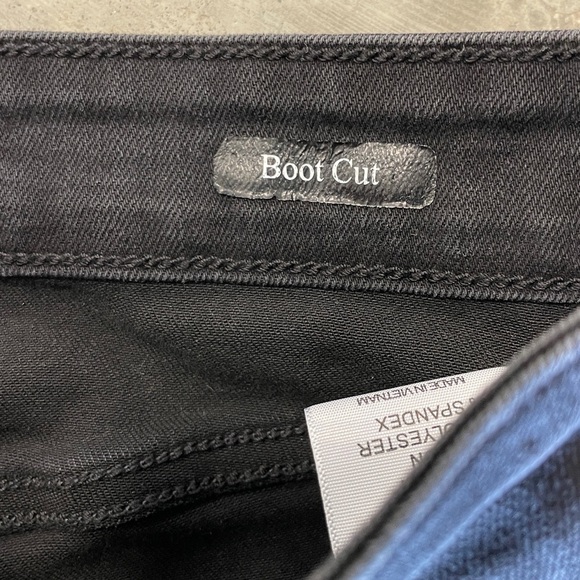 Boot Cut
N
OLYESTER
SPANDEX
MADE IN VIETNAM